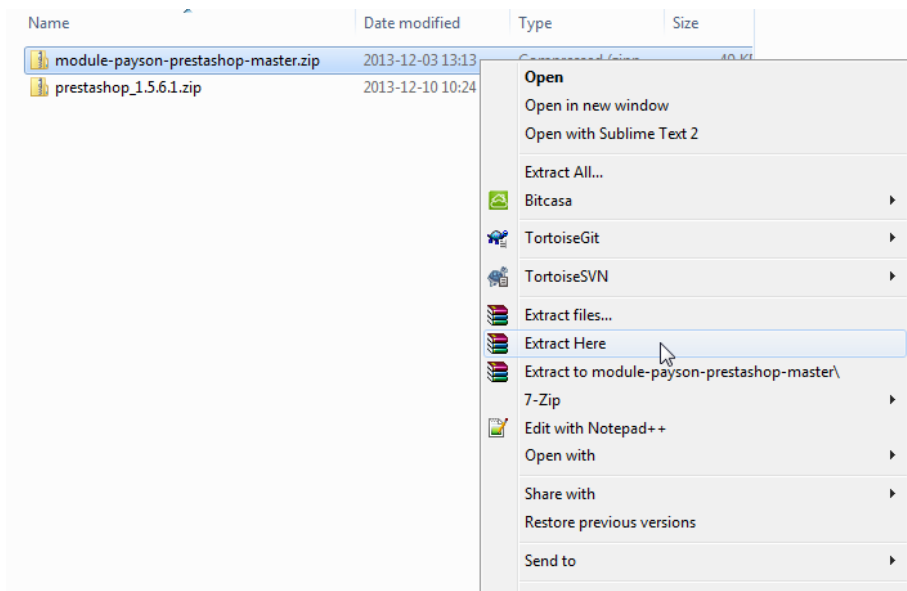 Name Date modified Type Size
module-payson-prestashop-master.zip 2013-12-03 13:13
prestashop_1.5.6.1.zip 2013-12-10 10:24
Open
Open in new window
Open with Sublime Text 2
Extract All...
Bitcasa
TortoiseGit
TortoiseSVN
Extract files...
Extract Here
Extract to module-payson-prestashop-master\
7-Zip
Edit with Notepad++
Open with
Share with
Restore previous versions
Send to